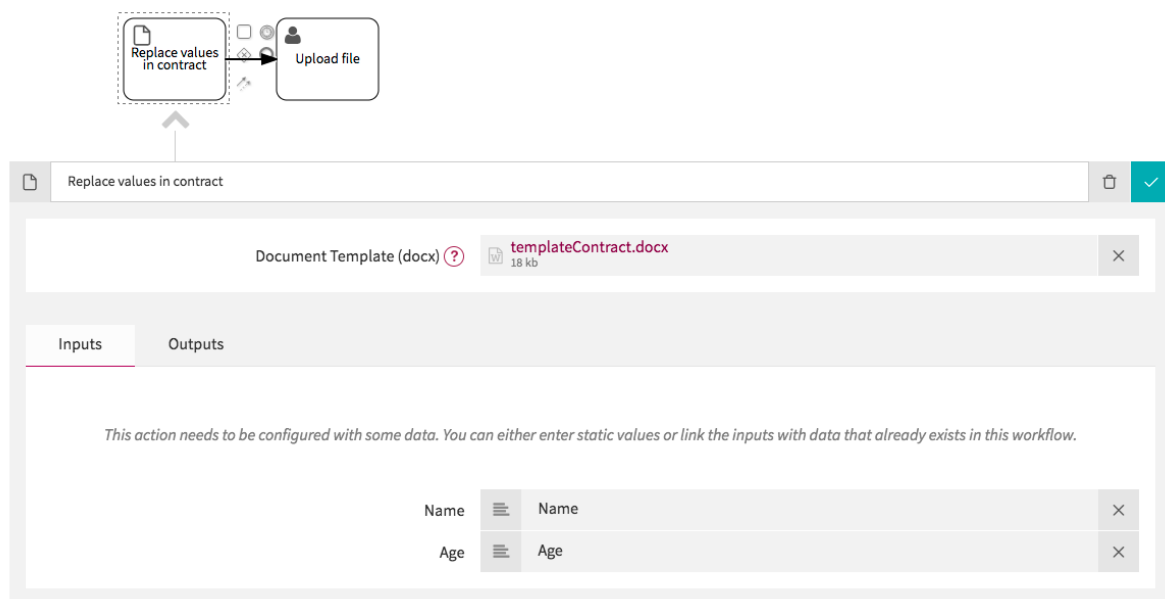 Replace values
in contract
Upload file
Replace values in contract
Document Template (docx) ?
templateContract.docx
18 kb
Inputs
Outputs
This action needs to be configured with some data. You can either enter static values or link the inputs with data that already exists in this workflow.
Name
Name
Age
Age